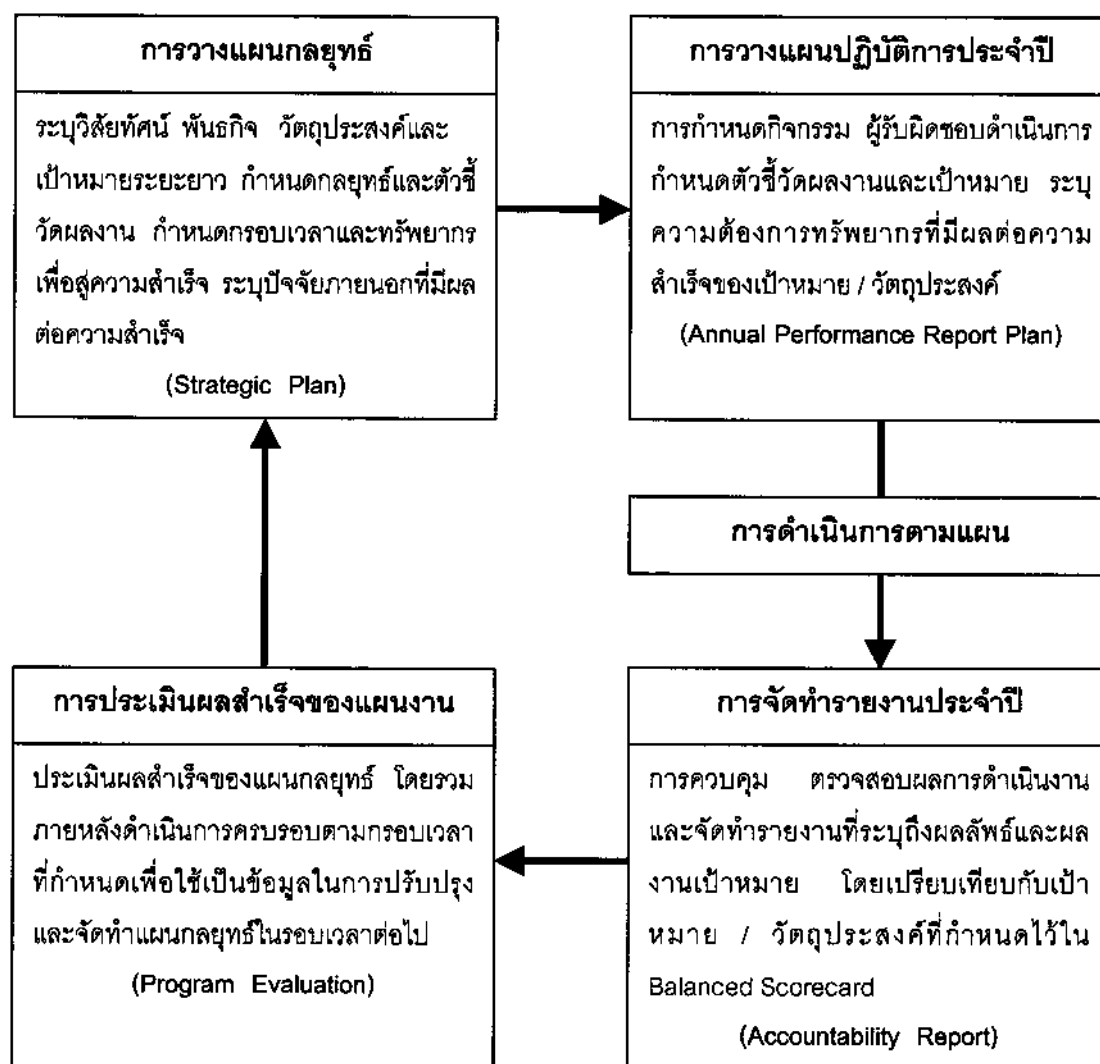 การวางแผนกลยุทธ์
ระบุวิสัยทัศน์ พันธกิจ วัตถุประสงค์และ
เป้าหมายระยะยาว กำหนดกลยุทธ์และตัวชี้
วัดผลงาน กำหนดกรอบเวลาและทรัพยากร
เพื่อสู่ความสำเร็จ ระบุปัจจัยภายนอกที่มีผล
ต่อความสำเร็จ
(Strategic Plan)
การวางแผนปฏิบัติการประจำปี
การกำหนดกิจกรรม ผู้รับผิดชอบดำเนินการ
กำหนดตัวชี้วัดผลงานและเป้าหมาย ระบุ
ความต้องการทรัพยากรที่มีผลต่อความ
สำเร็จของเป้าหมาย / วัตถุประสงค์
(Annual Performance Report Plan)
การดำเนินการตามแผน
การจัดทำรายงานประจำปี
การควบคุม ตรวจสอบผลการดำเนินงาน
และจัดทำรายงานที่ระบุถึงผลลัพธ์และผล
งานเป้าหมาย โดยเปรียบเทียบกับเป้า
หมาย / วัตถุประสงค์ที่กำหนดไว้ใน
Balanced Scorecard
(Accountability Report)
การประเมินผลสำเร็จของแผนงาน
ประเมินผลสำเร็จของแผนกลยุทธ์ โดยรวม
ภายหลังดำเนินการครบรอบตามกรอบเวลา
ที่กำหนดเพื่อใช้เป็นข้อมูลในการปรับปรุง
และจัดทำแผนกลยุทธ์ในรอบเวลาต่อไป
(Program Evaluation)